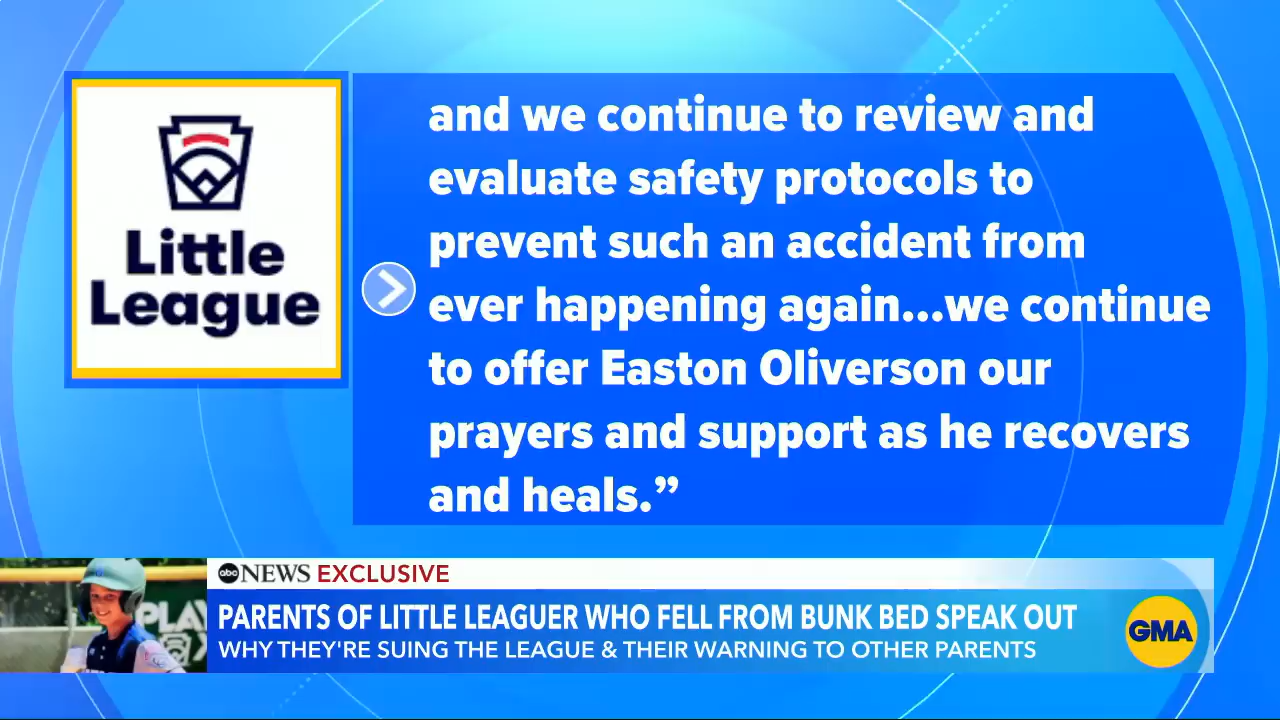 Little
League
and we continue to review and
evaluate safety protocols to
prevent such an accident from
ever happening again...we continue
to offer Easton Oliverson our
prayers and support as he recovers
and heals.”
abc NEWS EXCLUSIVE
PARENTS OF LITTLE LEAGUER WHO FELL FROM BUNK BED SPEAK OUT
WHY THEY'RE SUING THE LEAGUE & THEIR WARNING TO OTHER PARENTS
GMA
PLAY